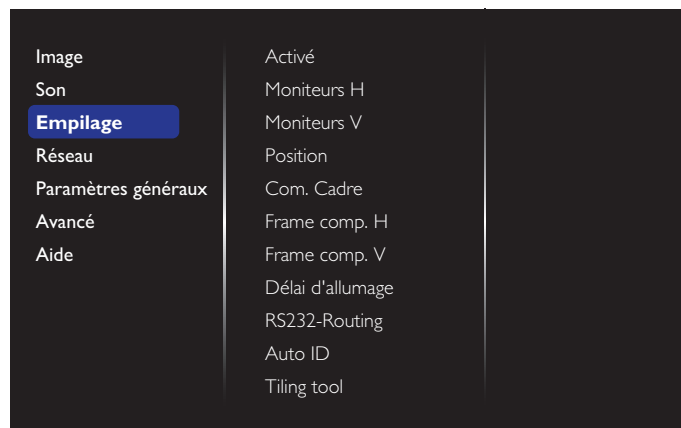 Image
Son
Empilage
Réseau
Paramètres généraux
Avancé
Aide
Activé
Moniteurs H
Moniteurs V
Position
Com. Cadre
Frame comp. H
Frame comp. V
Délai d'allumage
RS232-Routing
Auto ID
Tiling tool